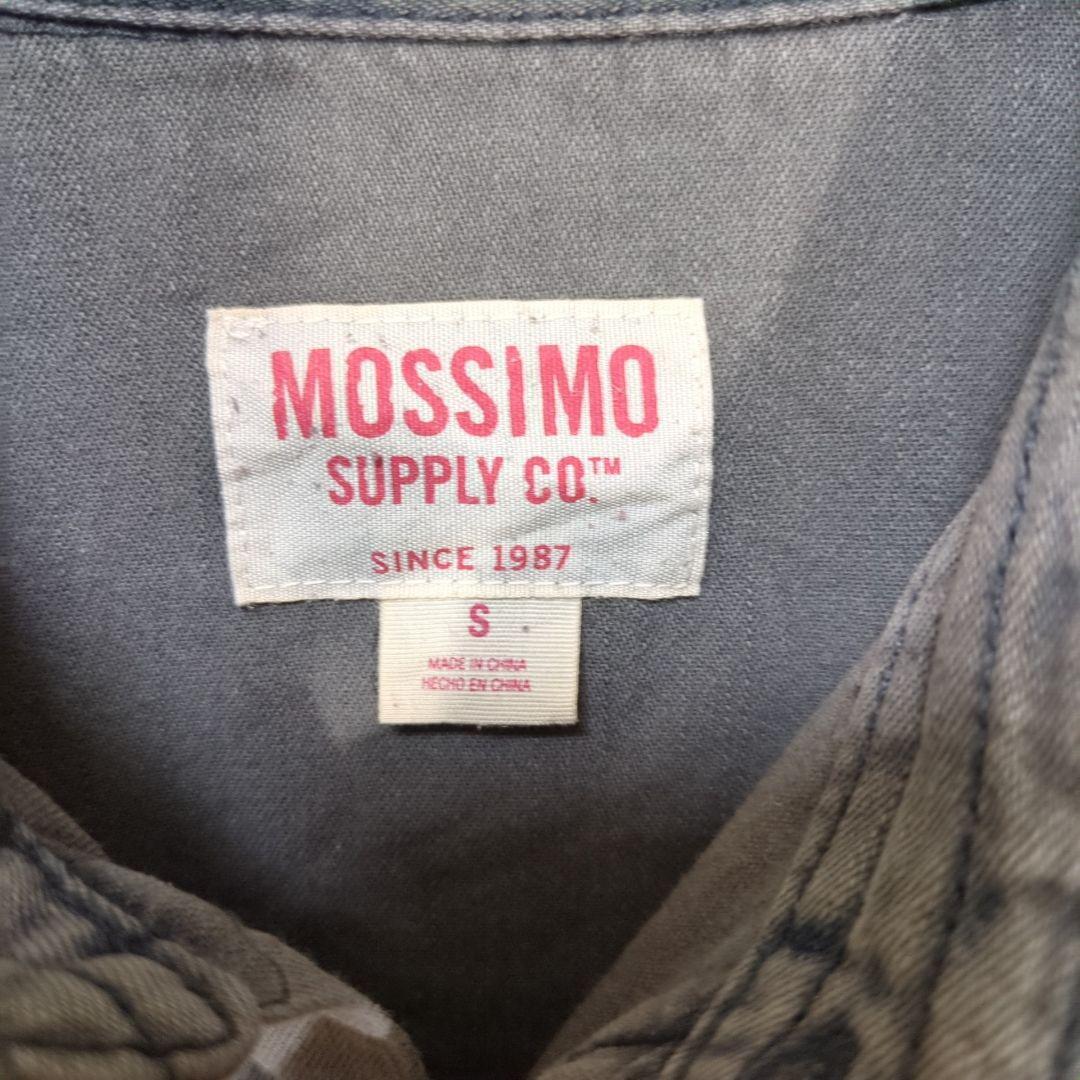 MOSSIMO
SUPPLY CO.™
SINCE 1987
S
MADE IN CHINA
HECHO EN CHINA